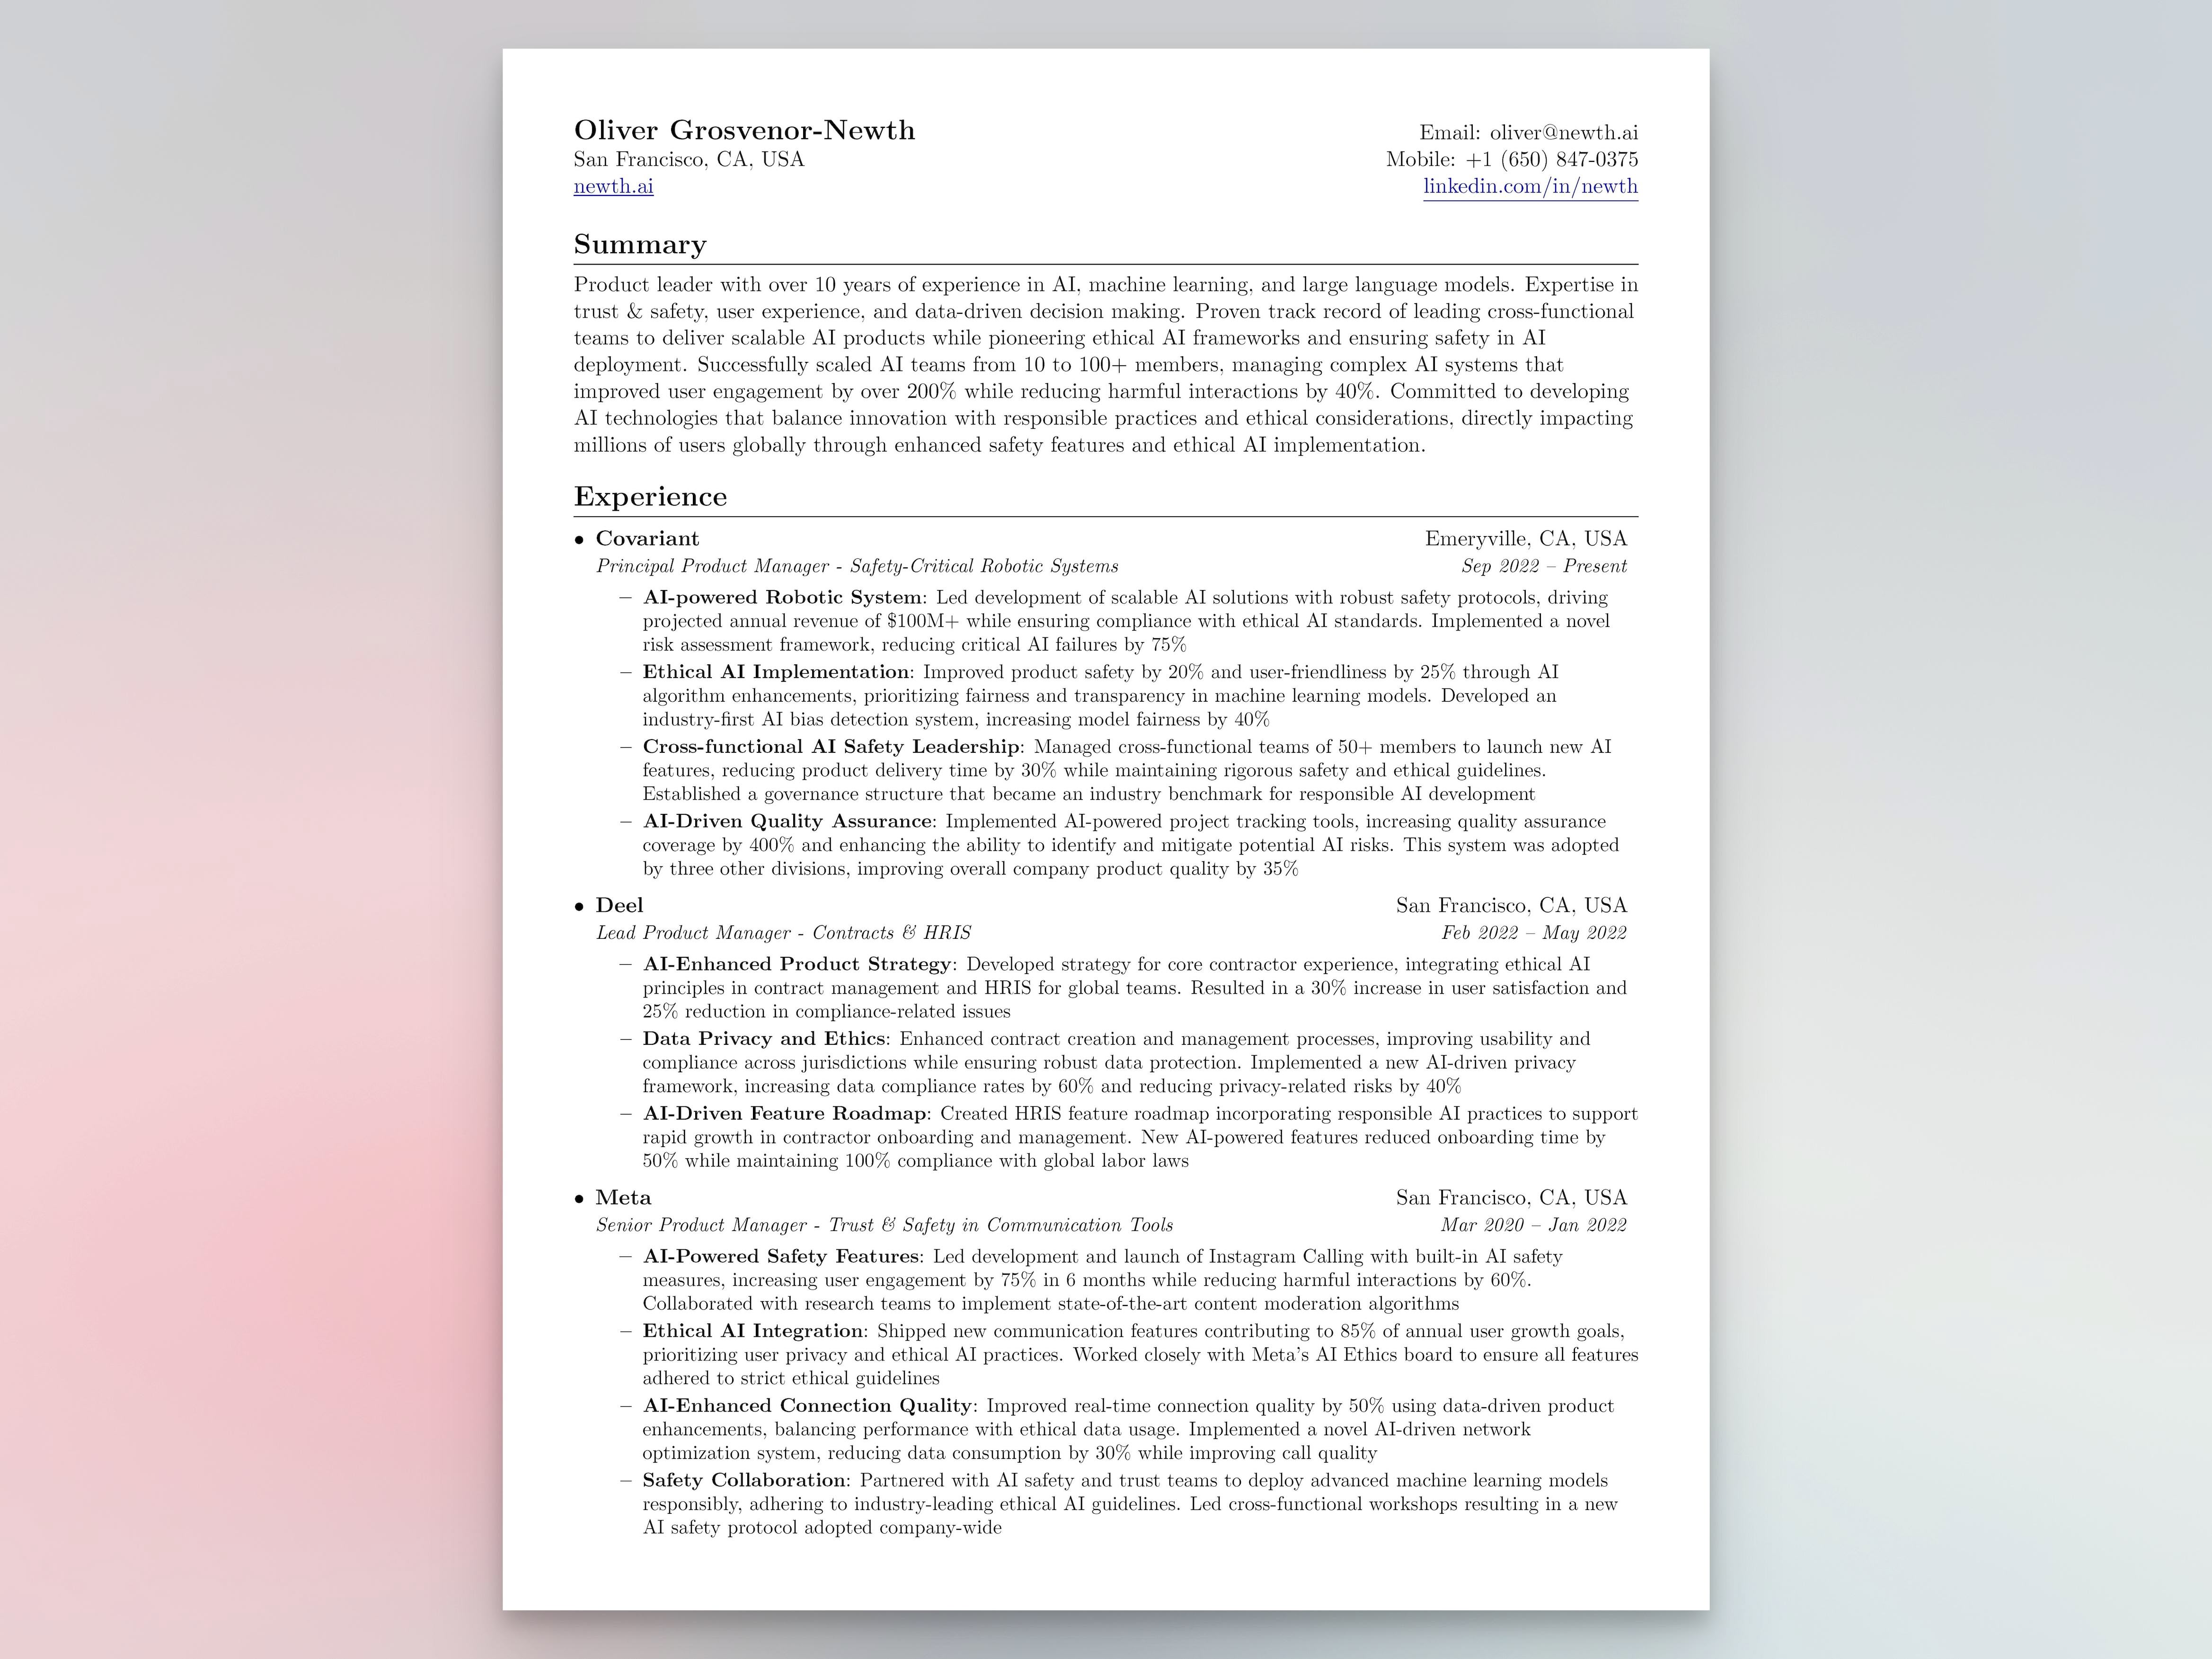 Oliver Grosvenor-Newth
Email: oliver@newth.ai
San Francisco, CA, USA
Mobile: +1 (650) 847-0375
newth.ai
linkedin.com/in/newth
Summary
Product leader with over 10 years of experience in AI, machine learning, and large language models. Expertise in
trust & safety, user experience, and data-driven decision making. Proven track record of leading cross-functional
teams to deliver scalable AI products while pioneering ethical AI frameworks and ensuring safety in AI
deployment. Successfully scaled AI teams from 10 to 100+ members, managing complex AI systems that
improved user engagement by over 200% while reducing harmful interactions by 40%. Committed to developing
AI technologies that balance innovation with responsible practices and ethical considerations, directly impacting
millions of users globally through enhanced safety features and ethical AI implementation.
Experience
• Covariant Emeryville, CA, USA
Principal Product Manager - Safety-Critical Robotic Systems Sep 2022 – Present
– AI-powered Robotic System: Led development of scalable AI solutions with robust safety protocols, driving
projected annual revenue of $100M+ while ensuring compliance with ethical AI standards. Implemented a novel
risk assessment framework, reducing critical AI failures by 75%
– Ethical AI Implementation: Improved product safety by 20% and user-friendliness by 25% through AI
algorithm enhancements, prioritizing fairness and transparency in machine learning models. Developed an
industry-first AI bias detection system, increasing model fairness by 40%
– Cross-functional AI Safety Leadership: Managed cross-functional teams of 50+ members to launch new AI
features, reducing product delivery time by 30% while maintaining rigorous safety and ethical guidelines.
Established a governance structure that became an industry benchmark for responsible AI development
– AI-Driven Quality Assurance: Implemented AI-powered project tracking tools, increasing quality assurance
coverage by 400% and enhancing the ability to identify and mitigate potential AI risks. This system was adopted
by three other divisions, improving overall company product quality by 35%
• Deel San Francisco, CA, USA
Lead Product Manager - Contracts & HRIS Feb 2022 – May 2022
– AI-Enhanced Product Strategy: Developed strategy for core contractor experience, integrating ethical AI
principles in contract management and HRIS for global teams. Resulted in a 30% increase in user satisfaction and
25% reduction in compliance-related issues
– Data Privacy and Ethics: Enhanced contract creation and management processes, improving usability and
compliance across jurisdictions while ensuring robust data protection. Implemented a new AI-driven privacy
framework, increasing data compliance rates by 60% and reducing privacy-related risks by 40%
– AI-Driven Feature Roadmap: Created HRIS feature roadmap incorporating responsible AI practices to support
rapid growth in contractor onboarding and management. New AI-powered features reduced onboarding time by
50% while maintaining 100% compliance with global labor laws
• Meta San Francisco, CA, USA
Senior Product Manager - Trust & Safety in Communication Tools Mar 2020 – Jan 2022
– AI-Powered Safety Features: Led development and launch of Instagram Calling with built-in AI safety
measures, increasing user engagement by 75% in 6 months while reducing harmful interactions by 60%.
Collaborated with research teams to implement state-of-the-art content moderation algorithms
– Ethical AI Integration: Shipped new communication features contributing to 85% of annual user growth goals,
prioritizing user privacy and ethical AI practices. Worked closely with Meta's AI Ethics board to ensure all features
adhered to strict ethical guidelines
– AI-Enhanced Connection Quality: Improved real-time connection quality by 50% using data-driven product
enhancements, balancing performance with ethical data usage. Implemented a novel AI-driven network
optimization system, reducing data consumption by 30% while improving call quality
– Safety Collaboration: Partnered with AI safety and trust teams to deploy advanced machine learning models
responsibly, adhering to industry-leading ethical AI guidelines. Led cross-functional workshops resulting in a new
AI safety protocol adopted company-wide